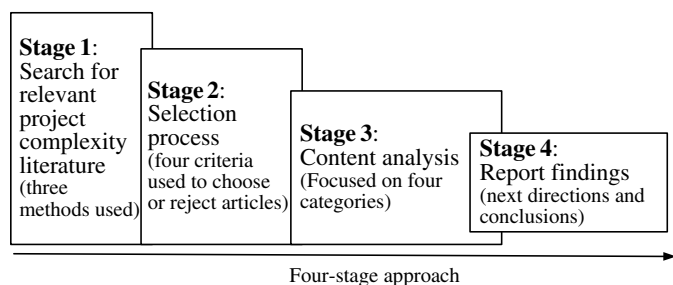 Stage 1:
Search for
relevant
project
complexity
literature
(three
methods used)
Stage 2:
Selection
process
(four criteria
used to choose
or reject articles)
Stage 3:
Content analysis
(Focused on four
categories)
Stage 4:
Report findings
(next directions and
conclusions)
Four-stage approach